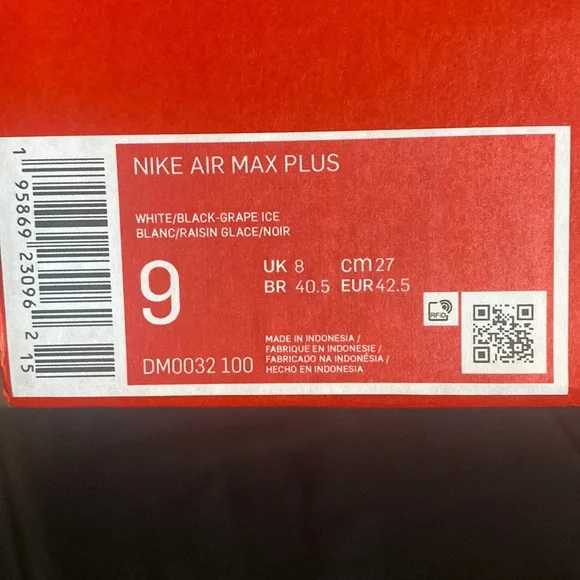 1 95869 23096 2 15
NIKE AIR MAX PLUS
WHITE/BLACK-GRAPE ICE
BLANC/RAISIN GLACE/NOIR
9
UK 8 cm 27
BR 40.5 EUR 42.5
RFID
DM0032 100
MADE IN INDONESIA /
FABRIQUE EN INDONESIE /
FABRICADO NA INDONÉSIA /
HECHO EN INDONESIA